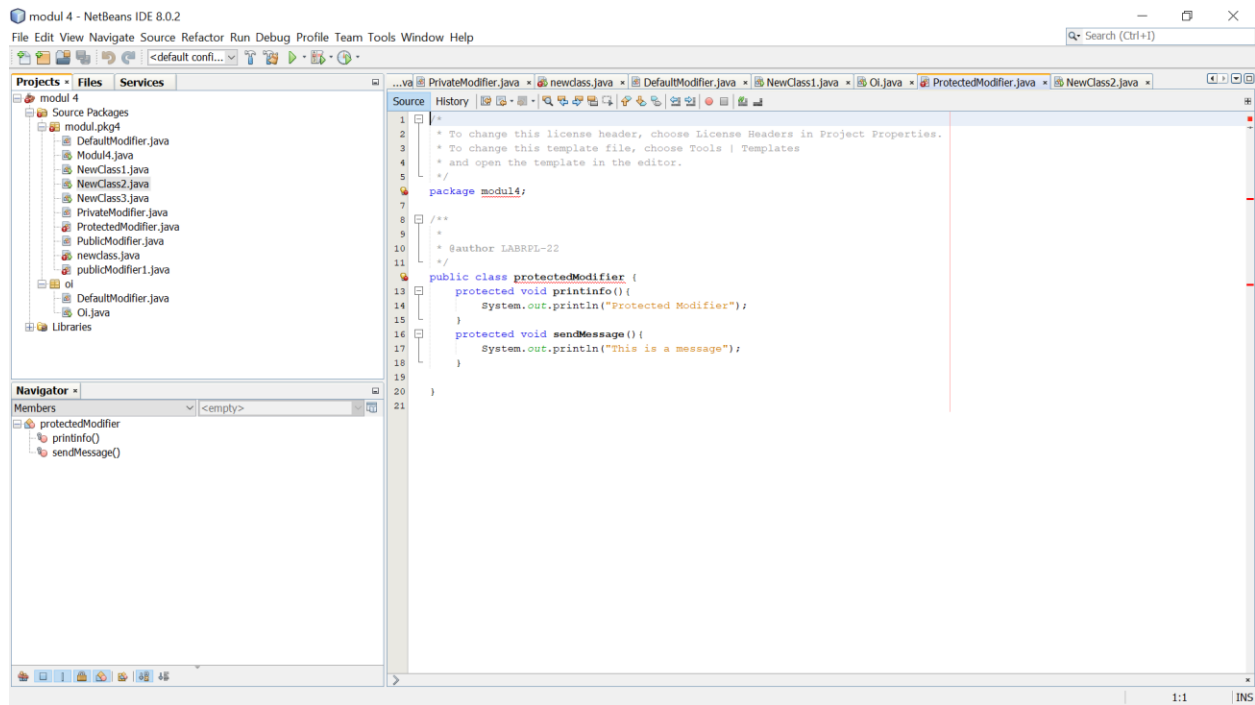 modul 4 - NetBeans IDE 8.0.2
File Edit View Navigate Source Refactor Run Debug Profile Team Tools Window Help
Search (Ctrl+I)
<default confi...
Projects × Files Services
modul 4
Source Packages
modul.pkg4
DefaultModifier.java
Modul4.java
NewClass1.java
NewClass2.java
NewClass3.java
PrivateModifier.java
ProtectedModifier.java
PublicModifier.java
newclass.java
publicModifier1.java
oi
DefaultModifier.java
Oi.java
Libraries
Navigator ×
Members <empty>
protectedModifier
printinfo()
sendMessage()
...va PrivateModifier.java × newclass.java × DefaultModifier.java × NewClass1.java × Oi.java × ProtectedModifier.java × NewClass2.java ×
Source History
1 /*
2 * To change this license header, choose License Headers in Project Properties.
3 * To change this template file, choose Tools | Templates
4 * and open the template in the editor.
5 */
package modul4;
7
8 /**
9 *
10 * @author LABRPL-22
11 */
public class protectedModifier {
13 protected void printinfo(){
14 System.out.println("Protected Modifier");
15 }
16 protected void sendMessage(){
17 System.out.println("This is a message");
18 }
19
20 }
21
1:1 INS